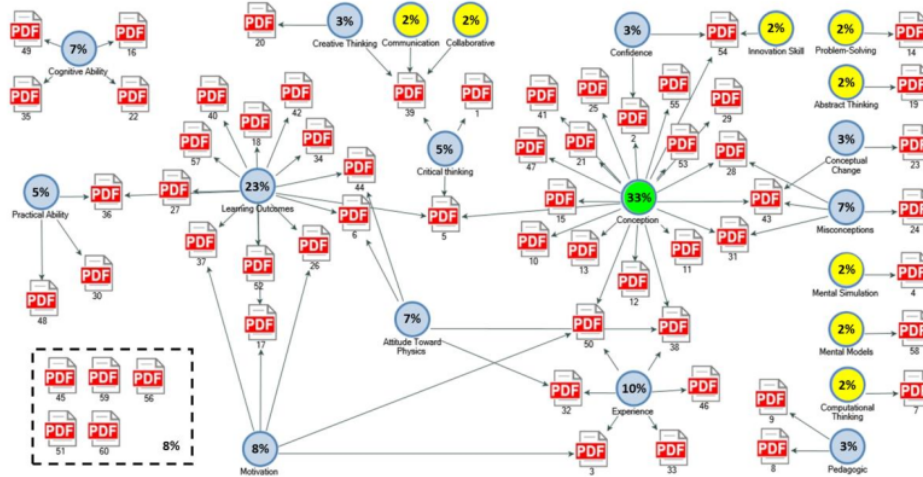 PDF 49
PDF 16
7%
Cognitive Ability
PDF 35
PDF 22
PDF 20
3%
Creative Thinking
2%
Communication
2%
Collaborative
PDF 39
PDF 1
5%
Critical thinking
PDF 5
3%
Confidence
PDF 54
2%
Innovation Skill
2%
Problem-Solving
PDF 14
2%
Abstract Thinking
PDF 19
3%
Conceptual
Change
PDF 23
7%
Misconceptions
PDF 24
2%
Mental Simulation
PDF 4
2%
Mental Models
PDF 58
2%
Computational
Thinking
PDF 7
3%
Pedagogic
PDF 9
PDF 8
PDF 40
PDF 18
PDF 42
PDF 57
PDF 34
PDF 44
23%
Learning Outcomes
PDF 27
PDF 36
PDF 6
PDF 37
PDF 52
PDF 26
PDF 17
5%
Practical Ability
PDF 48
PDF 30
PDF 41
PDF 25
PDF 2
PDF 55
PDF 29
PDF 47
PDF 21
PDF 53
PDF 28
33%
Conception
PDF 15
PDF 43
PDF 10
PDF 13
PDF 12
PDF 11
PDF 31
PDF 50
PDF 38
7%
Attitude Toward
Physics
10%
Experience
PDF 32
PDF 46
PDF 3
PDF 33
8%
Motivation
PDF 45
PDF 59
PDF 56
PDF 51
PDF 60
8%